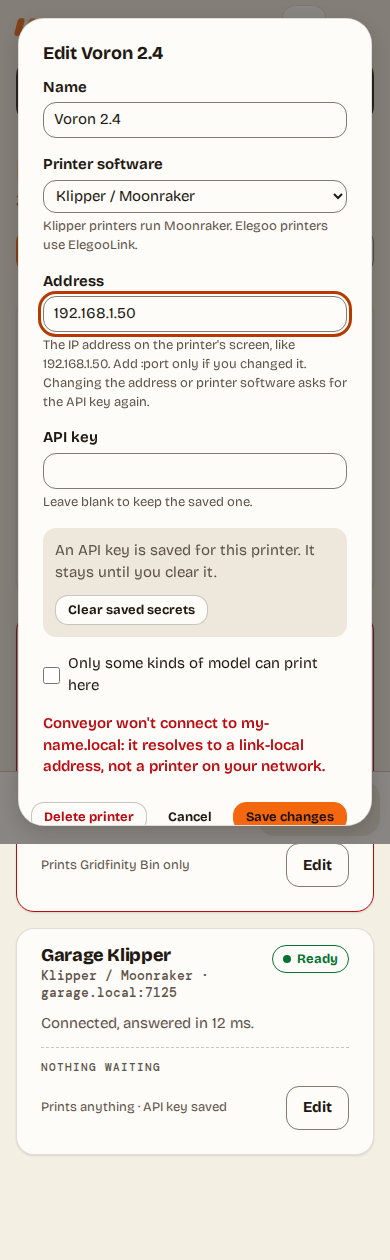 Edit Voron 2.4
Name
Voron 2.4
Printer software
Klipper / Moonraker
Klipper printers run Moonraker. Elegoo printers
use ElegooLink.
Address
192.168.1.50
The IP address on the printer's screen, like
192.168.1.50. Add :port only if you changed it.
Changing the address or printer software asks for
the API key again.
API key
Leave blank to keep the saved one.
An API key is saved for this printer. It
stays until you clear it.
Clear saved secrets
Only some kinds of model can print
here
Conveyor won't connect to my-
name.local: it resolves to a link-local
address, not a printer on your network.
Delete printer
Cancel
Save changes
Prints Gridfinity Bin only
Edit
Garage Klipper
Ready
Klipper / Moonraker ·
garage.local:7125
Connected, answered in 12 ms.
NOTHING WAITING
Prints anything · API key saved
Edit